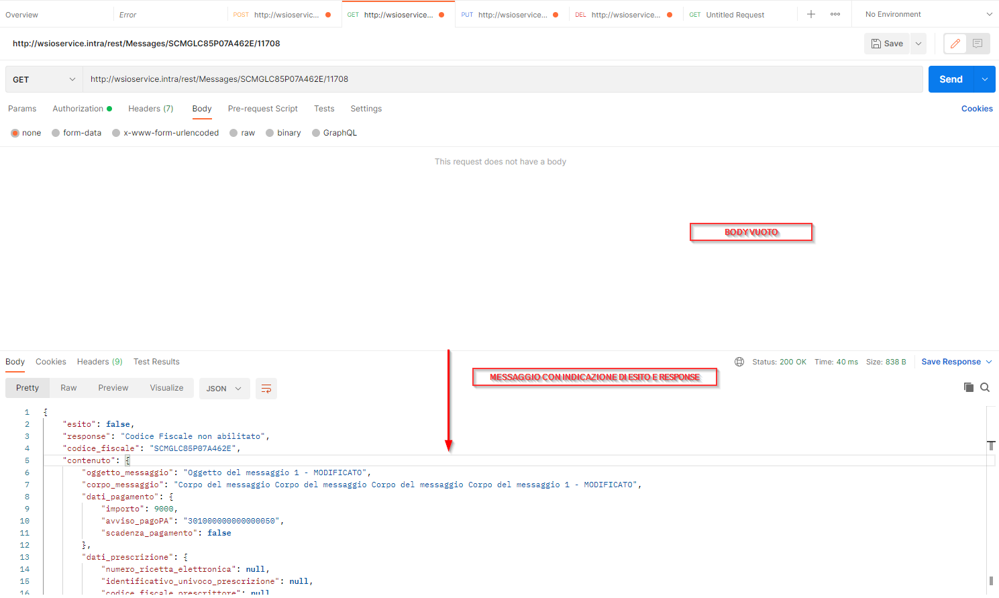 Overview Error POST http://wsioservic... GET http://wsioservice... PUT http://wsioservic... DEL http://wsioservice... GET Untitled Request No Environment
http://wsioservice.intra/rest/Messages/SCMGLC85P07A462E/11708 Save
GET http://wsioservice.intra/rest/Messages/SCMGLC85P07A462E/11708 Send
Params Authorization Headers (7) Body Pre-request Script Tests Settings Cookies
none form-data x-www-form-urlencoded raw binary GraphQL
This request does not have a body
BODY VUOTO
Body Cookies Headers (9) Test Results Status: 200 OK Time: 40 ms Size: 838 B Save Response
MESSAGGIO CON INDICAZIONE DI ESITO E RESPONSE
Pretty Raw Preview Visualize JSON
1 {
2 "esito": false,
3 "response": "Codice Fiscale non abilitato",
4 "codice_fiscale": "SCMGLC85P07A462E",
5 "contenuto": {
6 "oggetto_messaggio": "Oggetto del messaggio 1 - MODIFICATO",
7 "corpo_messaggio": "Corpo del messaggio Corpo del messaggio Corpo del messaggio Corpo del messaggio 1 - MODIFICATO",
8 "dati_pagamento": {
9 "importo": 9000,
10 "avviso_pagoPA": "301000000000000050",
11 "scadenza_pagamento": false
12 },
13 "dati_prescrizione": {
14 "numero_ricetta_elettronica": null,
15 "identificativo_univoco_prescrizione": null,
16 "codice_fiscale_prescrittore": null